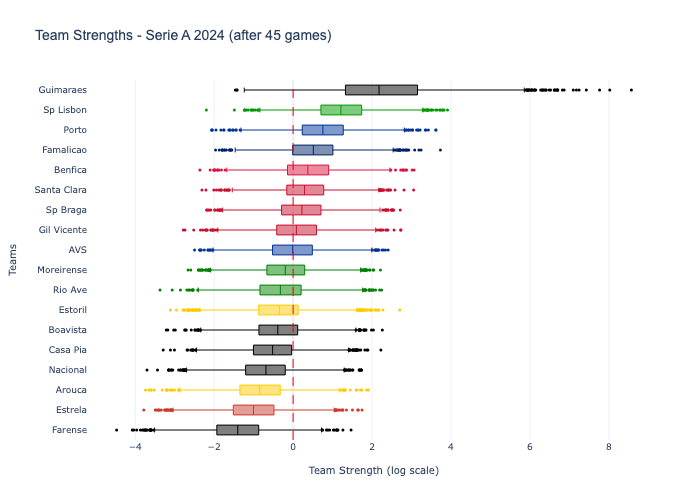 Team Strengths - Serie A 2024 (after 45 games)
Guimaraes
Sp Lisbon
Porto
Famalicao
Benfica
Santa Clara
Sp Braga
Gil Vicente
AVS
Moreirense
Rio Ave
Estoril
Boavista
Casa Pia
Nacional
Arouca
Estrela
Farense
Teams
−4 −2 0 2 4 6 8
Team Strength (log scale)